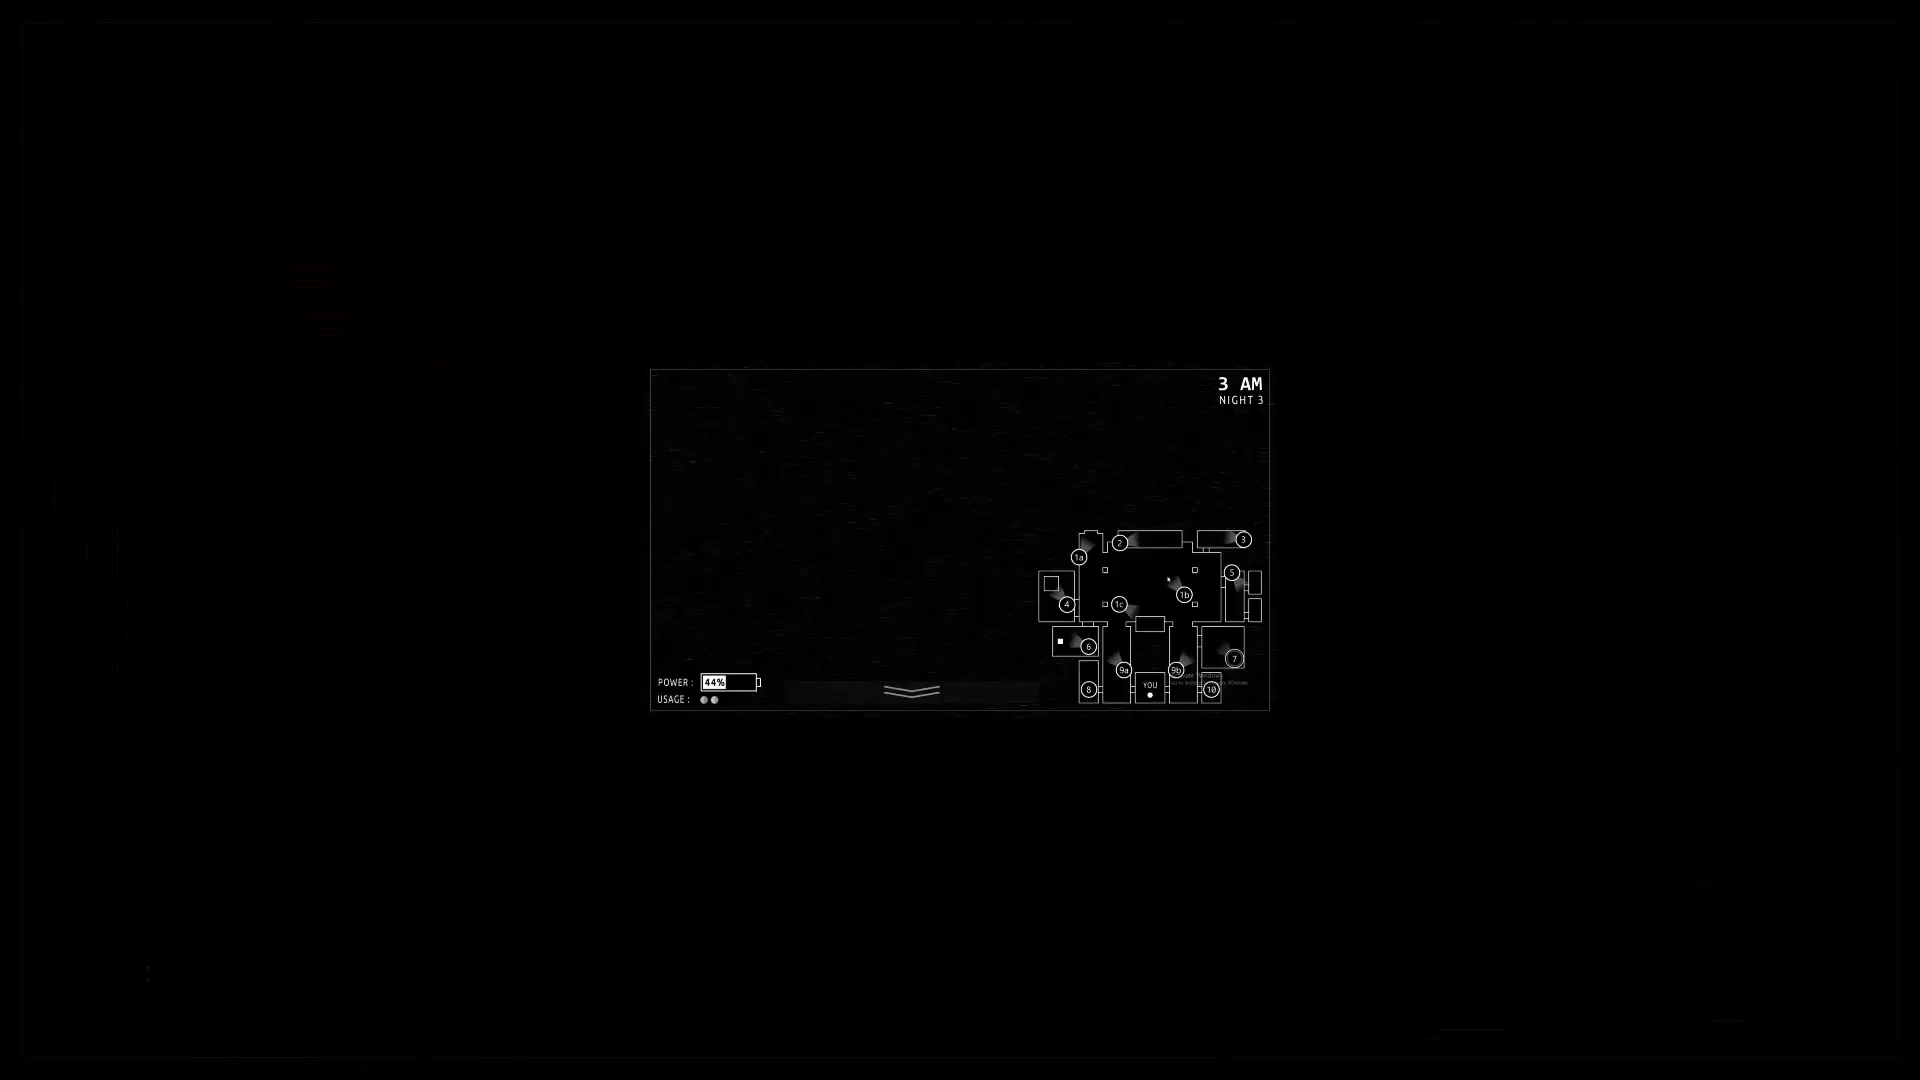 3 AM
NIGHT 3
2
3
1a
5
4
1c
1b
6
7
9a
9b
POWER : 44%
YOU
8
10
USAGE :